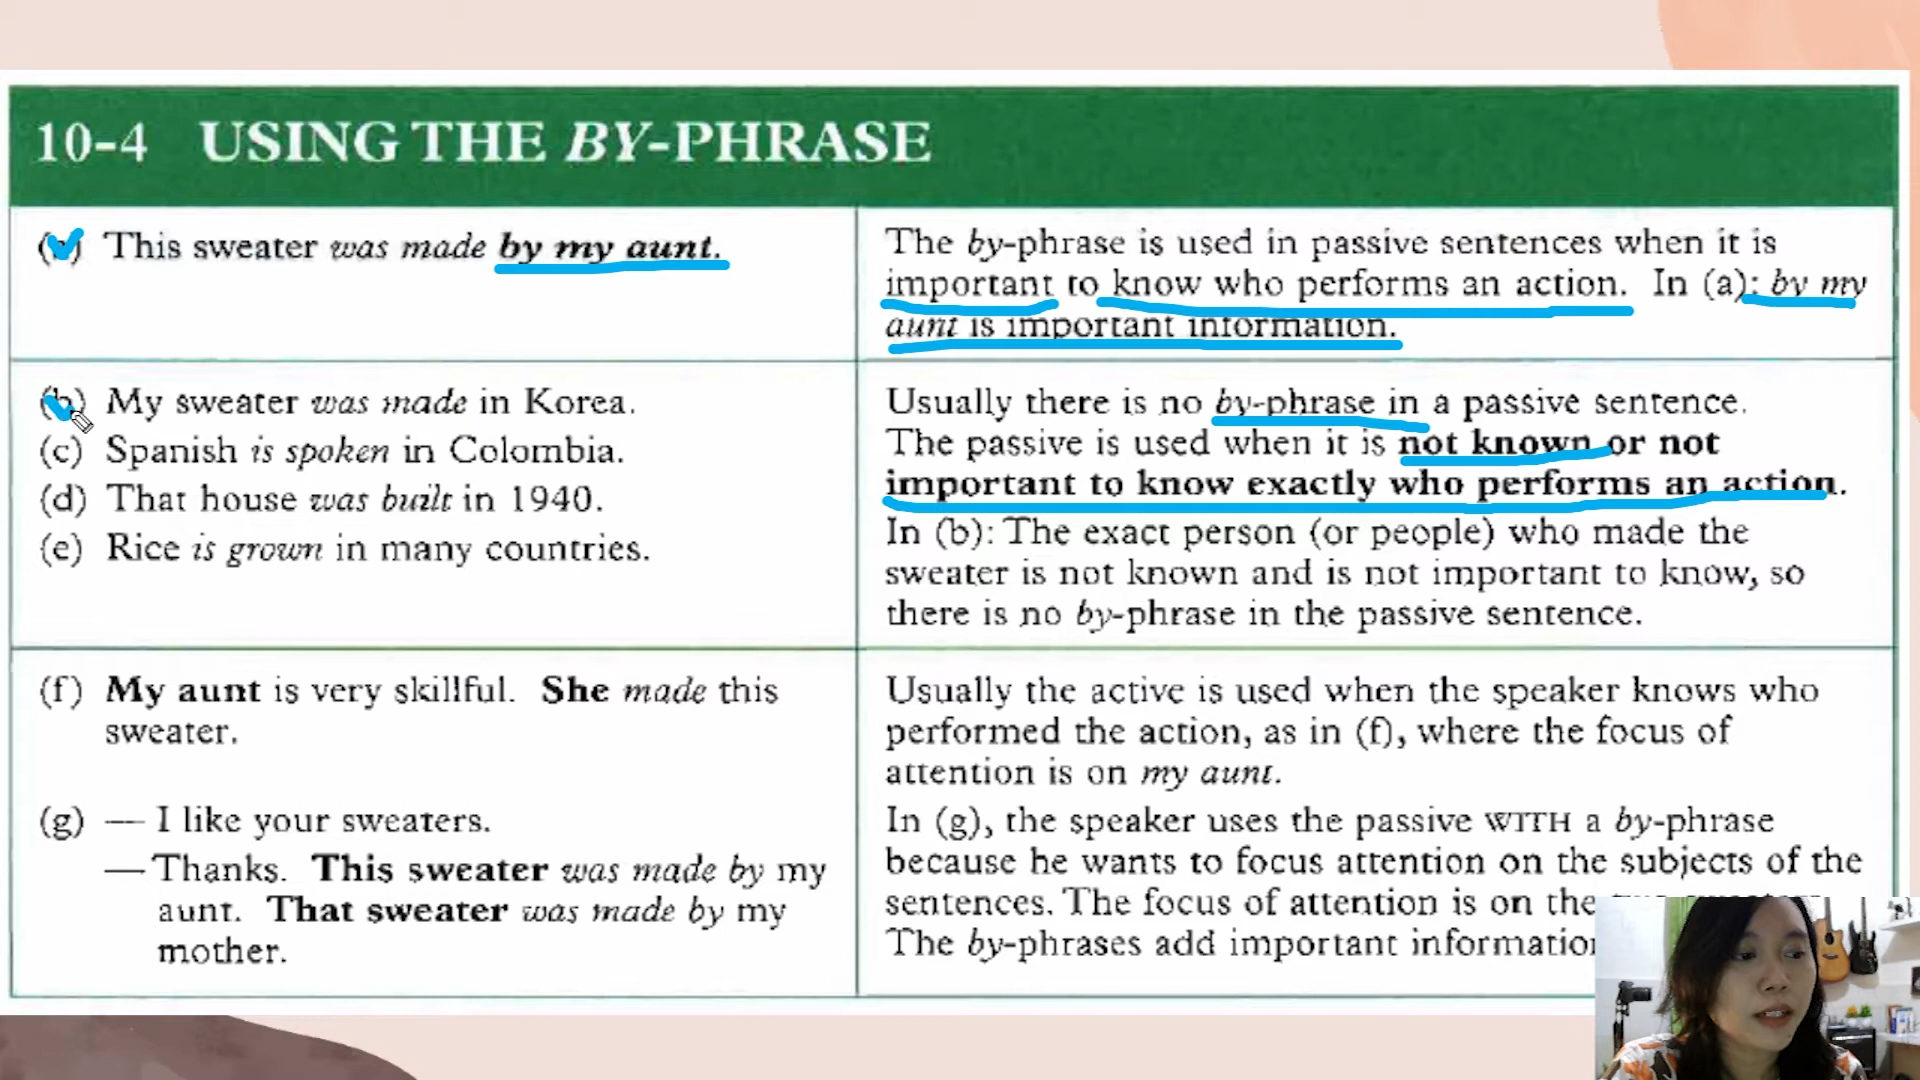 10-4 USING THE BY-PHRASE
(a) This sweater was made by my aunt.
The by-phrase is used in passive sentences when it is
important to know who performs an action. In (a): by my
aunt is important information.
(b) My sweater was made in Korea.
(c) Spanish is spoken in Colombia.
(d) That house was built in 1940.
(e) Rice is grown in many countries.
Usually there is no by-phrase in a passive sentence.
The passive is used when it is not known or not
important to know exactly who performs an action.
In (b): The exact person (or people) who made the
sweater is not known and is not important to know, so
there is no by-phrase in the passive sentence.
(f) My aunt is very skillful. She made this
sweater.
Usually the active is used when the speaker knows who
performed the action, as in (f), where the focus of
attention is on my aunt.
(g) — I like your sweaters.
— Thanks. This sweater was made by my
aunt. That sweater was made by my
mother.
In (g), the speaker uses the passive WITH a by-phrase
because he wants to focus attention on the subjects of the
sentences. The focus of attention is on the
The by-phrases add important information